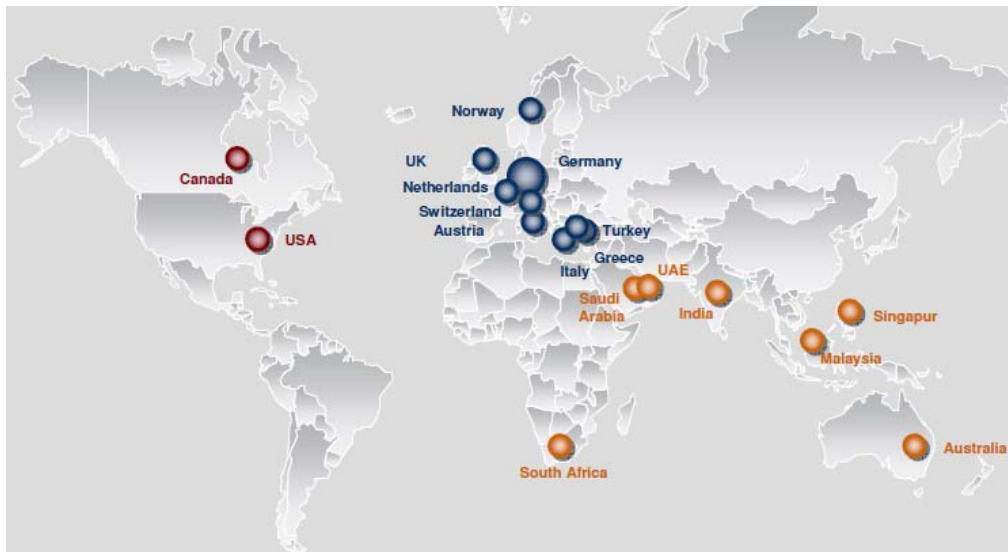 Norway
UK
Germany
Canada
Netherlands
Switzerland
Austria
USA
Turkey
Greece
Italy
UAE
Saudi
Arabia
India
Singapur
Malaysia
South Africa
Australia